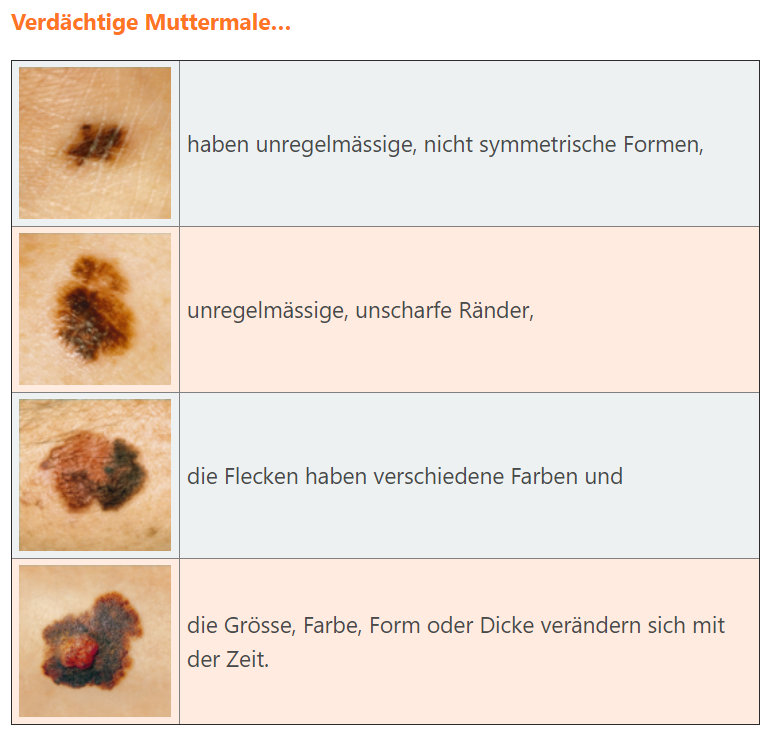 Verdächtige Muttermale...
haben unregelmässige, nicht symmetrische Formen,
unregelmässige, unscharfe Ränder,
die Flecken haben verschiedene Farben und
die Grösse, Farbe, Form oder Dicke verändern sich mit
der Zeit.